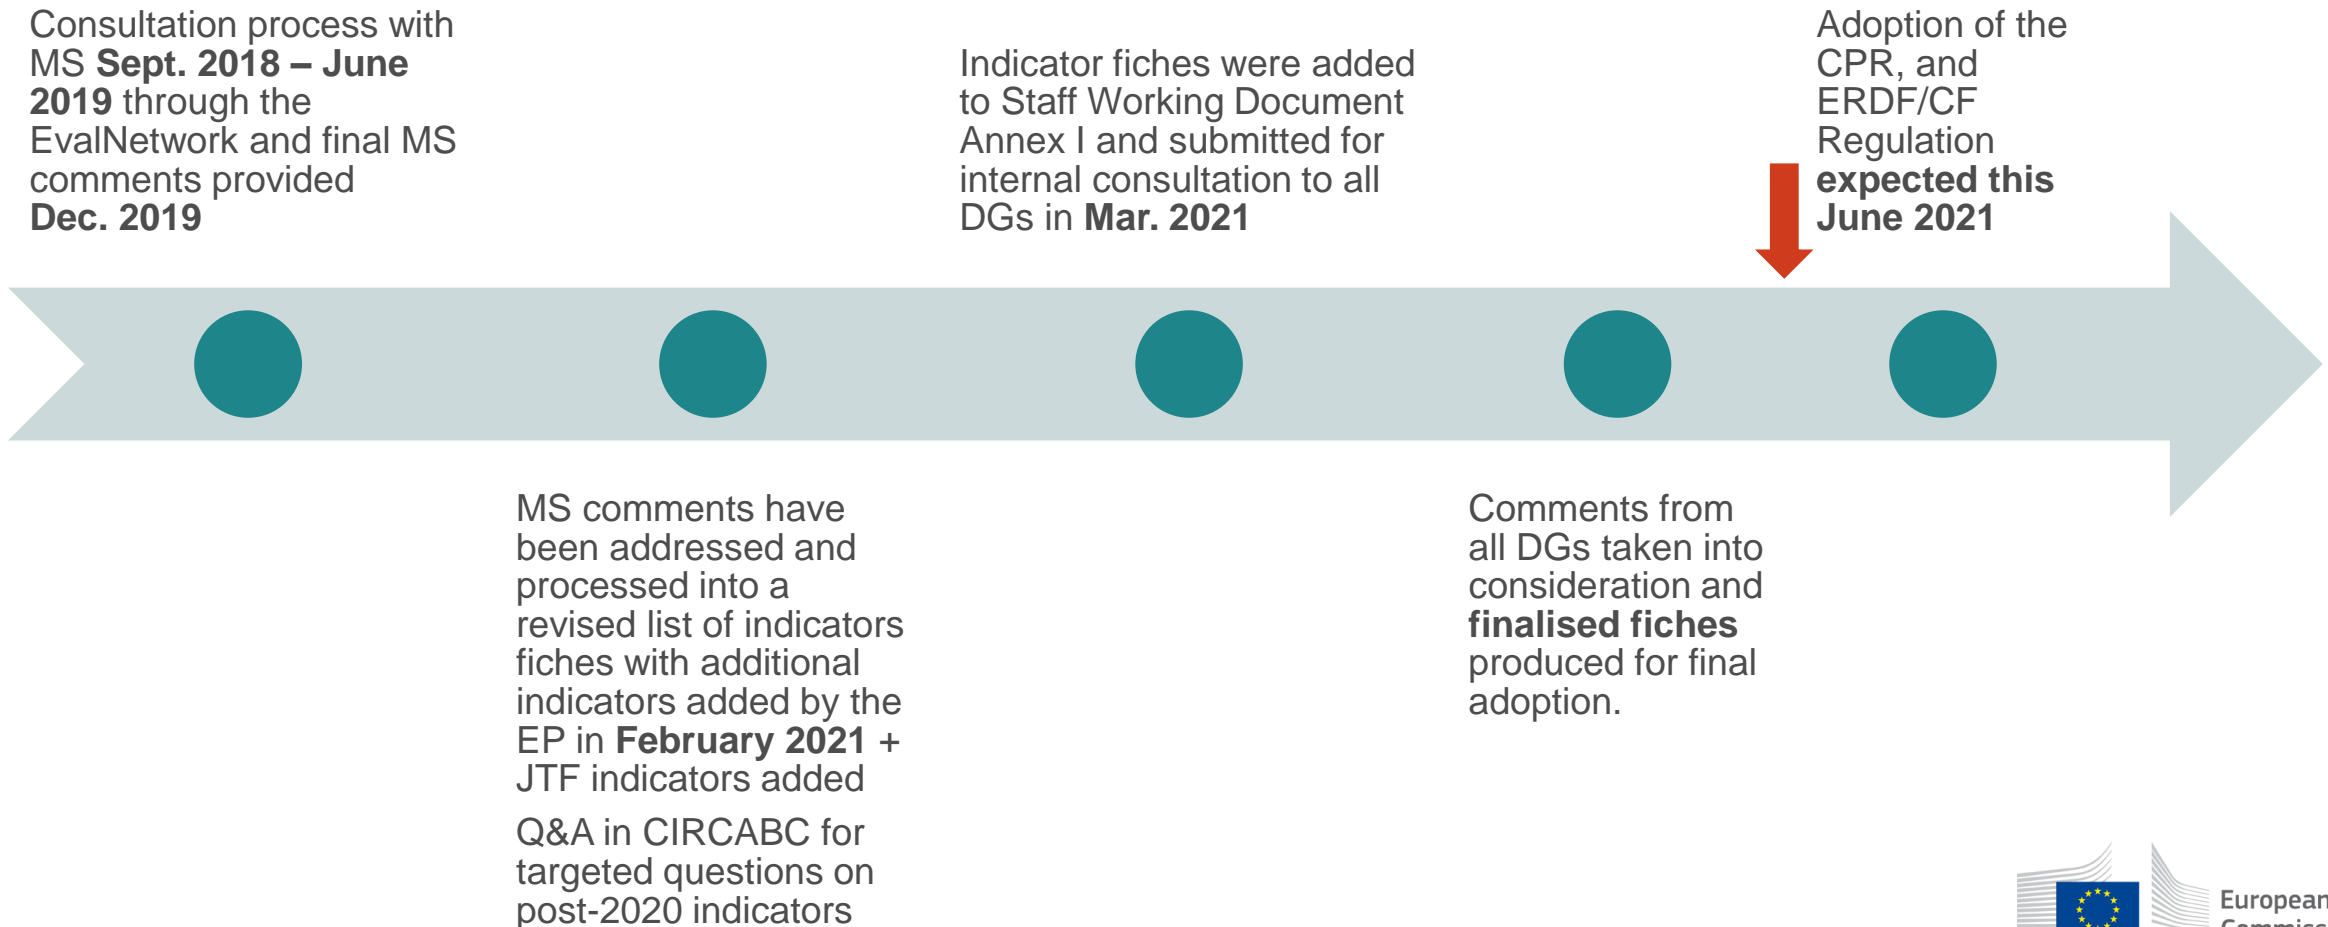 Consultation process with
MS Sept. 2018 – June
2019 through the
EvalNetwork and final MS
comments provided
Dec. 2019
Indicator fiches were added
to Staff Working Document
Annex I and submitted for
internal consultation to all
DGs in Mar. 2021
Adoption of the
CPR, and
ERDF/CF
Regulation
expected this
June 2021
MS comments have
been addressed and
processed into a
revised list of indicators
fiches with additional
indicators added by the
EP in February 2021 +
JTF indicators added
Q&A in CIRCABC for
targeted questions on
post-2020 indicators
Comments from
all DGs taken into
consideration and
finalised fiches
produced for final
adoption.
European